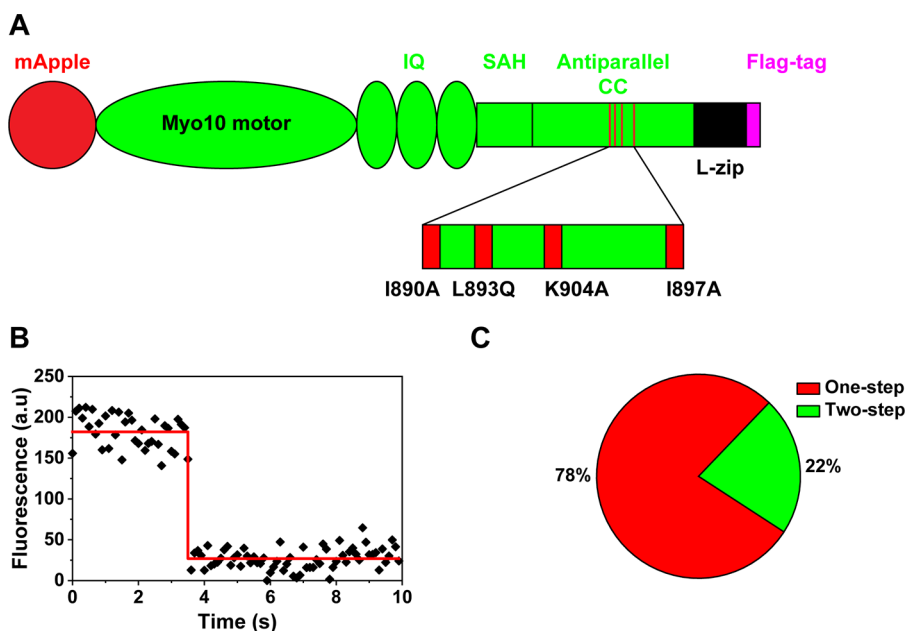 A
mApple
IQ
SAH
Antiparallel
CC
Flag-tag
Myo10 motor
L-zip
I890A
L893Q
K904A
I897A
B
Fluorescence (a.u)
250
200
150
100
50
0
0
2
4
6
8
10
Time (s)
C
One-step
Two-step
78%
22%